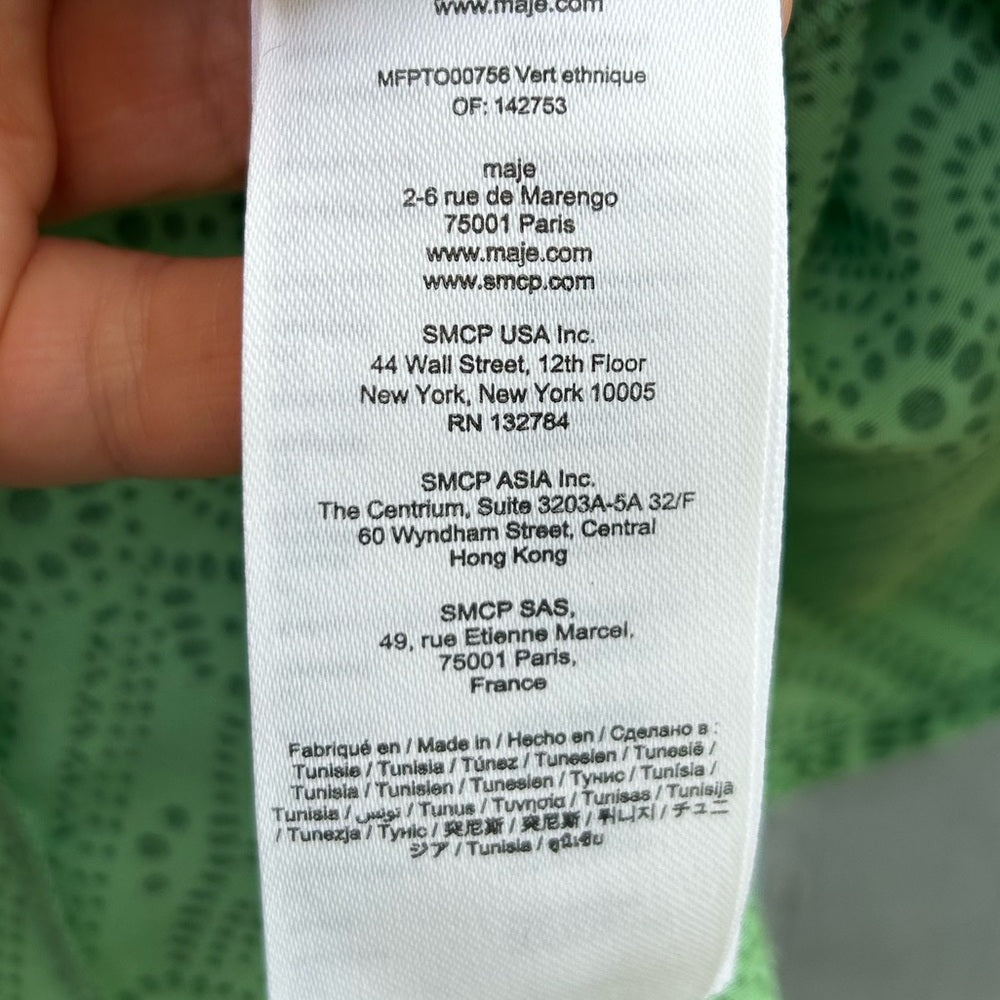 www.maje.com
MFPTO00756 Vert ethnique
OF: 142753
maje
2-6 rue de Marengo
75001 Paris
www.maje.com
www.smcp.com
SMCP USA Inc.
44 Wall Street, 12th Floor
New York, New York 10005
RN 132784
SMCP ASIA Inc.
The Centrium, Suite 3203A-5A 32/F
60 Wyndham Street, Central
Hong Kong
SMCP SAS,
49, rue Etienne Marcel,
75001 Paris,
France
Fabriqué en / Made in / Hecho en / Сделано в :
Tunisie / Tunisia / Túnez / Tunesien / Tunesië /
Tunisia / Tunisien / Tunesien / Тунис / Tunísia /
Tunisia / تونس / Tunus / Τυνησία / Tunisas / Tunisijā
/ Tunezja / Туніс / 突尼斯 / 突尼斯 / 튀니지 / チュニ
ジア / Tunisia / ตูนิเซีย